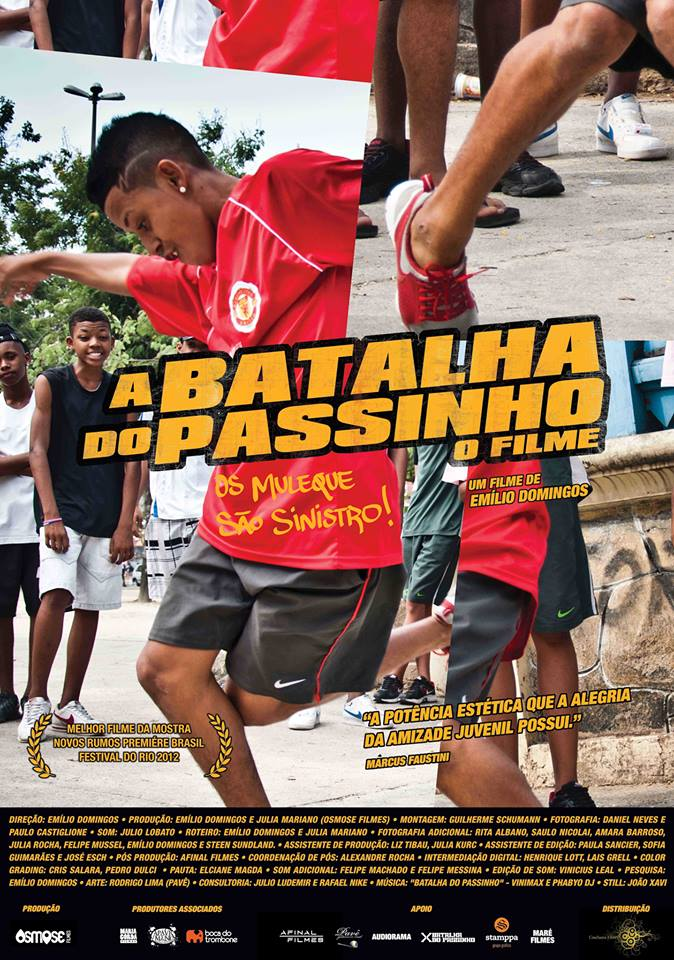 A BATALHA
DO PASSINHO
O FILME
OS MULEQUE
SÃO SINISTRO!
UM FILME DE
EMÍLIO DOMINGOS
MELHOR FILME DA MOSTRA
NOVOS RUMOS PREMIÈRE BRASIL
FESTIVAL DO RIO 2012
“A POTÊNCIA ESTÉTICA QUE A ALEGRIA
DA AMIZADE JUVENIL POSSUI.”
MÁRCUS FAUSTINI
DIREÇÃO: EMÍLIO DOMINGOS • PRODUÇÃO: EMÍLIO DOMINGOS E JULIA MARIANO (OSMOSE FILMES) • MONTAGEM: GUILHERME SCHUMANN • FOTOGRAFIA: DANIEL NEVES E
PAULO CASTIGLIONE • SOM: JULIO LOBATO • ROTEIRO: EMÍLIO DOMINGOS E JULIA MARIANO • FOTOGRAFIA ADICIONAL: RITA ALBANO, SAULO NICOLAI, AMARA BARROSO,
JULIA ROCHA, FELIPE MUSSEL, EMÍLIO DOMINGOS E STEEN SUNDLAND. • ASSISTENTE DE PRODUÇÃO: LIZ TIBAU, JULIA KURC • ASSISTENTE DE EDIÇÃO: PAULA SANCIER, SOFIA
GUIMARÃES E JOSÉ ESCH • PÓS PRODUÇÃO: AFINAL FILMES • COORDENAÇÃO DE PÓS: ALEXANDRE ROCHA • INTERMEDIAÇÃO DIGITAL: HENRIQUE LOTT, LAIS GRELL • COLOR
GRADING: CRIS SALARA, PEDRO DULCI • PAUTA: ELCIANE MAGDA • SOM ADICIONAL: FELIPE MACHADO E FELIPE MESSINA • EDIÇÃO DE SOM: VINICIUS LEAL • PESQUISA:
EMÍLIO DOMINGOS • ARTE: RODRIGO LIMA (PAVÊ) • CONSULTORIA: JULIO LUDEMIR E RAFAEL NIKE • MÚSICA: "BATALHA DO PASSINHO" - VINIMAX E PHABYO DJ • STILL: JOÃO XAVI
PRODUÇÃO
PRODUTORES ASSOCIADOS
APOIO
DISTRIBUIÇÃO
OSMOSE FILMES
boca do
trombone
AFINAL
FILMES
Pavê
AUDIORAMA
BATALHA
DO PASSINHO
stamppa
MARÉ
FILMES